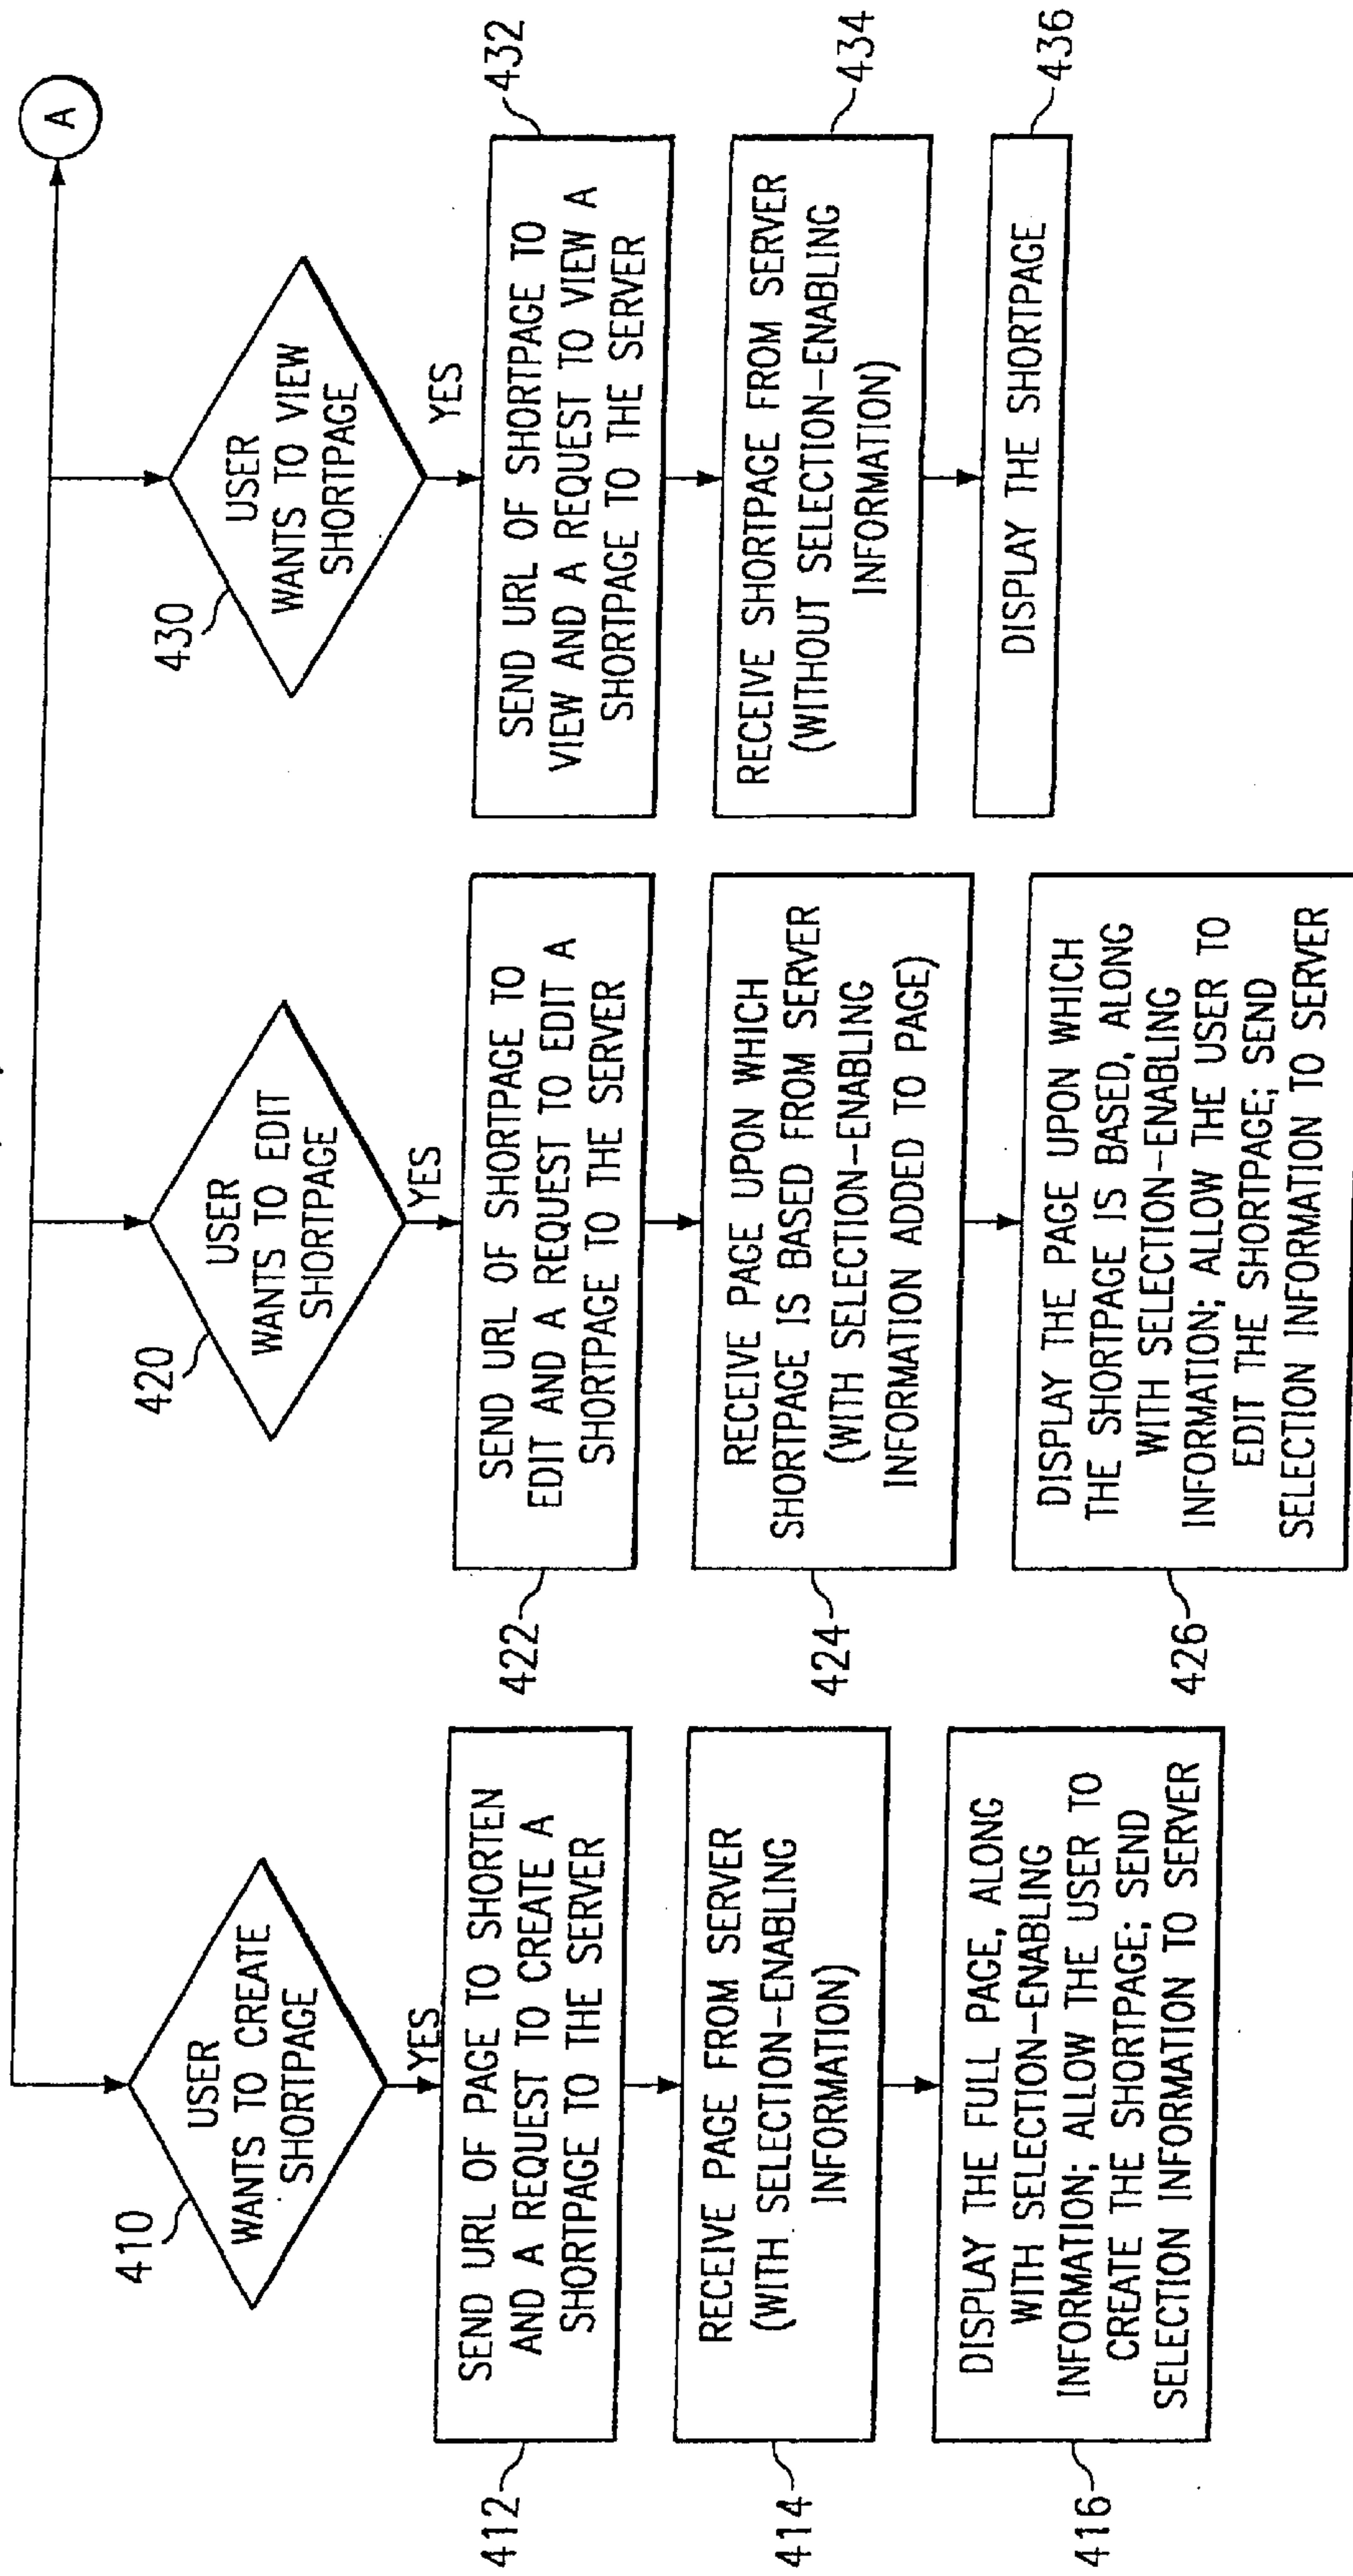 A
410
USER
WANTS TO CREATE
SHORTPAGE
YES
412
SEND URL OF PAGE TO SHORTEN
AND A REQUEST TO CREATE A
SHORTPAGE TO THE SERVER
414
RECEIVE PAGE FROM SERVER
(WITH SELECTION-ENABLING
INFORMATION)
416
DISPLAY THE FULL PAGE, ALONG
WITH SELECTION-ENABLING
INFORMATION; ALLOW THE USER TO
CREATE THE SHORTPAGE; SEND
SELECTION INFORMATION TO SERVER
420
USER
WANTS TO EDIT
SHORTPAGE
YES
422
SEND URL OF SHORTPAGE TO
EDIT AND A REQUEST TO EDIT A
SHORTPAGE TO THE SERVER
424
RECEIVE PAGE UPON WHICH
SHORTPAGE IS BASED FROM SERVER
(WITH SELECTION-ENABLING
INFORMATION ADDED TO PAGE)
426
DISPLAY THE PAGE UPON WHICH
THE SHORTPAGE IS BASED, ALONG
WITH SELECTION-ENABLING
INFORMATION; ALLOW THE USER TO
EDIT THE SHORTPAGE; SEND
SELECTION INFORMATION TO SERVER
430
USER
WANTS TO VIEW
SHORTPAGE
YES
432
SEND URL OF SHORTPAGE TO
VIEW AND A REQUEST TO VIEW A
SHORTPAGE TO THE SERVER
434
RECEIVE SHORTPAGE FROM SERVER
(WITHOUT SELECTION-ENABLING
INFORMATION)
436
DISPLAY THE SHORTPAGE